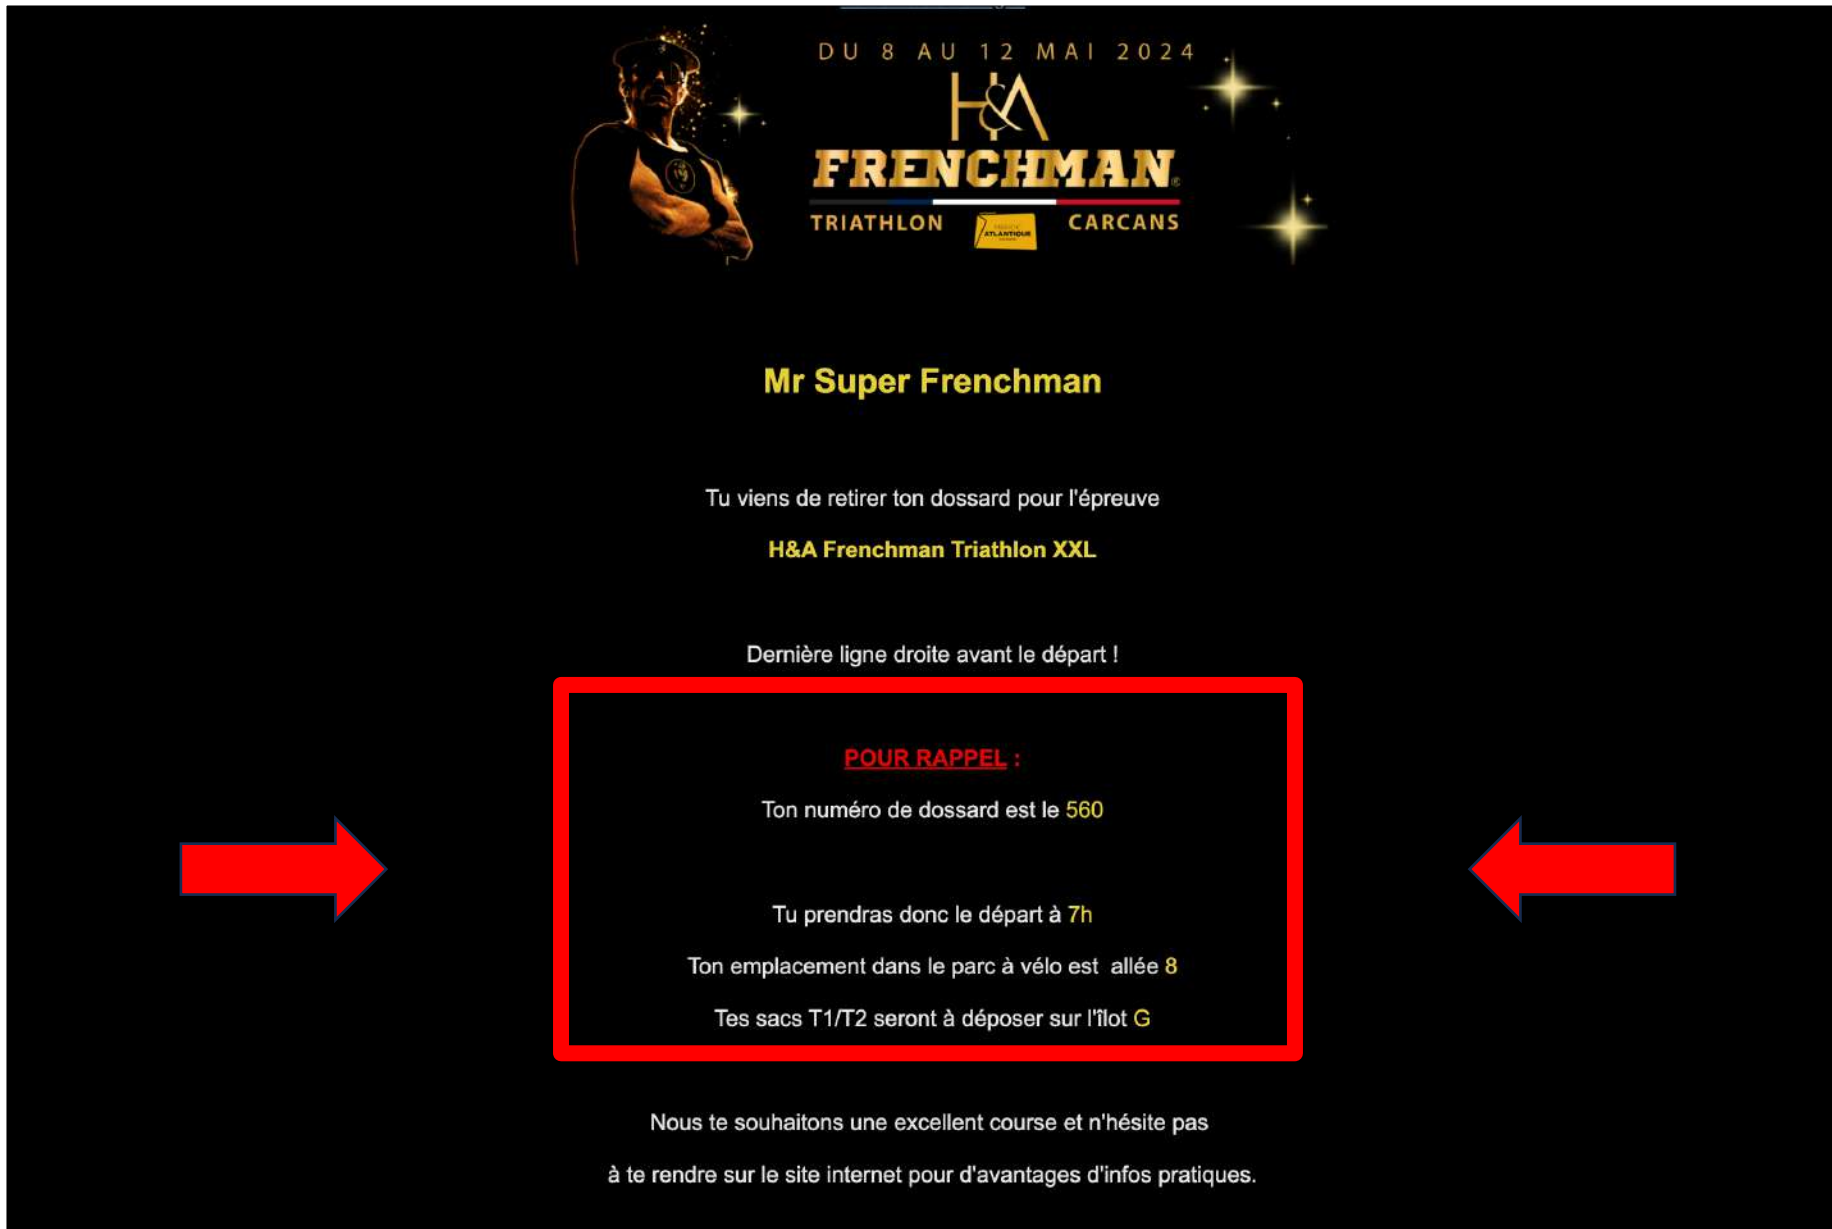 DU 8 AU 12 MAI 2024
H&A
FRENCHMAN®
TRIATHLON ATLANTIQUE CARCANS
Mr Super Frenchman
Tu viens de retirer ton dossard pour l'épreuve
H&A Frenchman Triathlon XXL
Dernière ligne droite avant le départ !
POUR RAPPEL :
Ton numéro de dossard est le 560
Tu prendras donc le départ à 7h
Ton emplacement dans le parc à vélo est allée 8
Tes sacs T1/T2 seront à déposer sur l'îlot G
Nous te souhaitons une excellent course et n'hésite pas
à te rendre sur le site internet pour d'avantages d'infos pratiques.